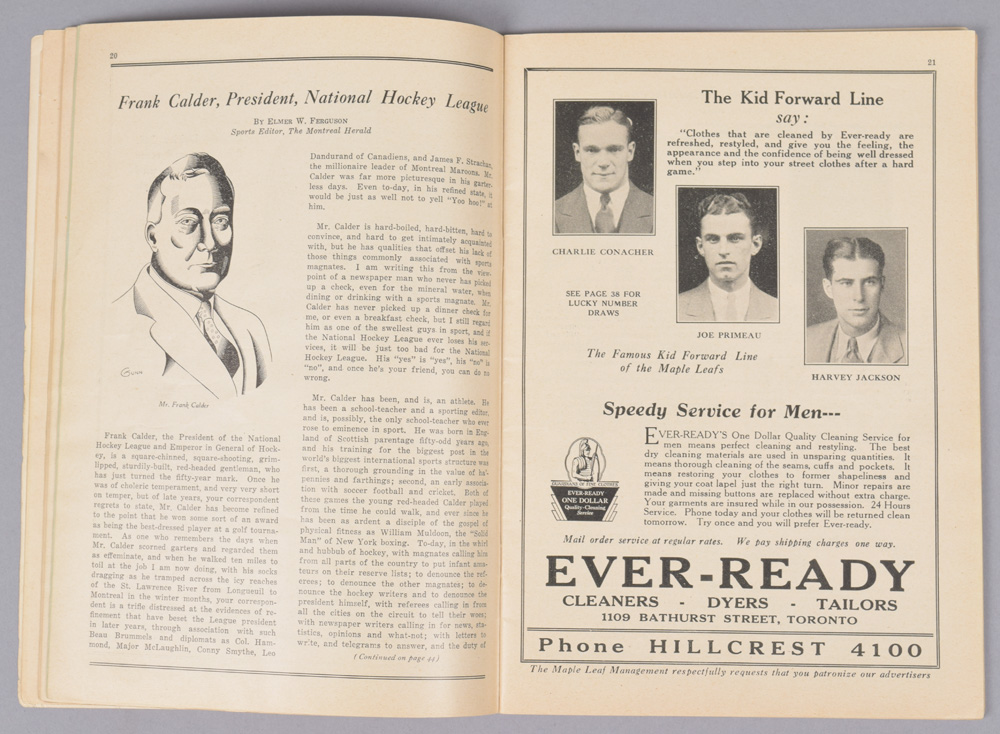 20
Frank Calder, President, National Hockey League
BY ELMER W. FERGUSON
Sports Editor, The Montreal Herald
GUNN
Mr. Frank Calder
Frank Calder, the President of the National
Hockey League and Emperor in General of Hock-
ey, is a square-chinned, square-shooting, grim-
lipped, sturdily-built, red-headed gentleman, who
has just turned the fifty-year mark. Once he
was of choleric temperament, and very very short
on temper, but of late years, your correspondent
regrets to state, Mr. Calder has become refined
to the point that he won some sort of an award
as being the best-dressed player at a golf tourna-
ment. As one who remembers the days when
Mr. Calder scorned garters and regarded them
as effeminate, and when he walked ten miles to
toil at the job I am now doing, with his socks
dragging as he tramped across the icy reaches
of the St. Lawrence River from Longueuil to
Montreal in the winter months, your correspon-
dent is a trifle distressed at the evidences of re-
finement that have beset the League president
in later years, through association with such
Beau Brummels and diplomats as Col. Ham-
mond, Major McLaughlin, Conny Smythe, Leo
Dandurand of Canadiens, and James F. Strachan,
the millionaire leader of Montreal Maroons. Mr.
Calder was far more picturesque in his garter-
less days. Even to-day, in his refined state, it
would be just as well not to yell "Yoo hoo!" at
him.
Mr. Calder is hard-boiled, hard-bitten, hard to
convince, and hard to get intimately acquainted
with, but he has qualities that offset his lack of
those things commonly associated with sports
magnates. I am writing this from the view-
point of a newspaper man who never has picked
up a check, even for the mineral water, when
dining or drinking with a sports magnate. Mr.
Calder has never picked up a dinner check for
me, or even a breakfast check, but I still regard
him as one of the swellest guys in sport, and if
the National Hockey League ever loses his ser-
vices, it will be just too bad for the National
Hockey League. His "yes" is "yes", his "no" is
"no", and once he's your friend, you can do no
wrong.
Mr. Calder has been, and is, an athlete. He
has been a school-teacher and a sporting editor,
and is, possibly, the only school-teacher who ever
rose to eminence in sport. He was born in Eng-
land of Scottish parentage fifty-odd years ago,
and his training for the biggest post in the
world's biggest international sports structure was
first, a thorough grounding in the value of ha'-
pennies and farthings; second, an early associa-
tion with soccer football and cricket. Both of
those games the young red-headed Calder played
from the time he could walk, and ever since he
has been as ardent a disciple of the gospel of
physical fitness as William Muldoon, the "Solid
Man" of New York boxing. To-day, in the whirl
and hubbub of hockey, with magnates calling him
from all parts of the country to put infant ama-
teurs on their reserve lists; to denounce the ref-
erees; to denounce the other magnates; to de-
nounce the hockey writers and to denounce the
president himself, with referees calling in from
all the cities on the circuit to tell their woes;
with newspaper writers calling in for news, sta-
tistics, opinions and what-not; with letters to
write, and telegrams to answer, and the duty of
(Continued on page 44)
21
The Kid Forward Line
say:
"Clothes that are cleaned by Ever-ready are
refreshed, restyled, and give you the feeling, the
appearance and the confidence of being well dressed
when you step into your street clothes after a hard
game."
CHARLIE CONACHER
SEE PAGE 38 FOR
LUCKY NUMBER
DRAWS
JOE PRIMEAU
The Famous Kid Forward Line
of the Maple Leafs
HARVEY JACKSON
Speedy Service for Men---
GUARDIANS OF FINE CLOTHES
EVER-READY
ONE DOLLAR
Quality-Cleaning
Service
EVER-READY'S One Dollar Quality Cleaning Service for
men means perfect cleaning and restyling. The best
dry cleaning materials are used in unsparing quantities. It
means thorough cleaning of the seams, cuffs and pockets. It
means restoring your clothes to former shapeliness and
giving your coat lapel just the right turn. Minor repairs are
made and missing buttons are replaced without extra charge.
Your garments are insured while in our possession. 24 Hours
Service. Phone today and your clothes will be returned clean
tomorrow. Try once and you will prefer Ever-ready.
Mail order service at regular rates. We pay shipping charges one way.
EVER-READY
CLEANERS - DYERS - TAILORS
1109 BATHURST STREET, TORONTO
Phone HILLCREST 4100
The Maple Leaf Management respectfully requests that you patronize our advertisers